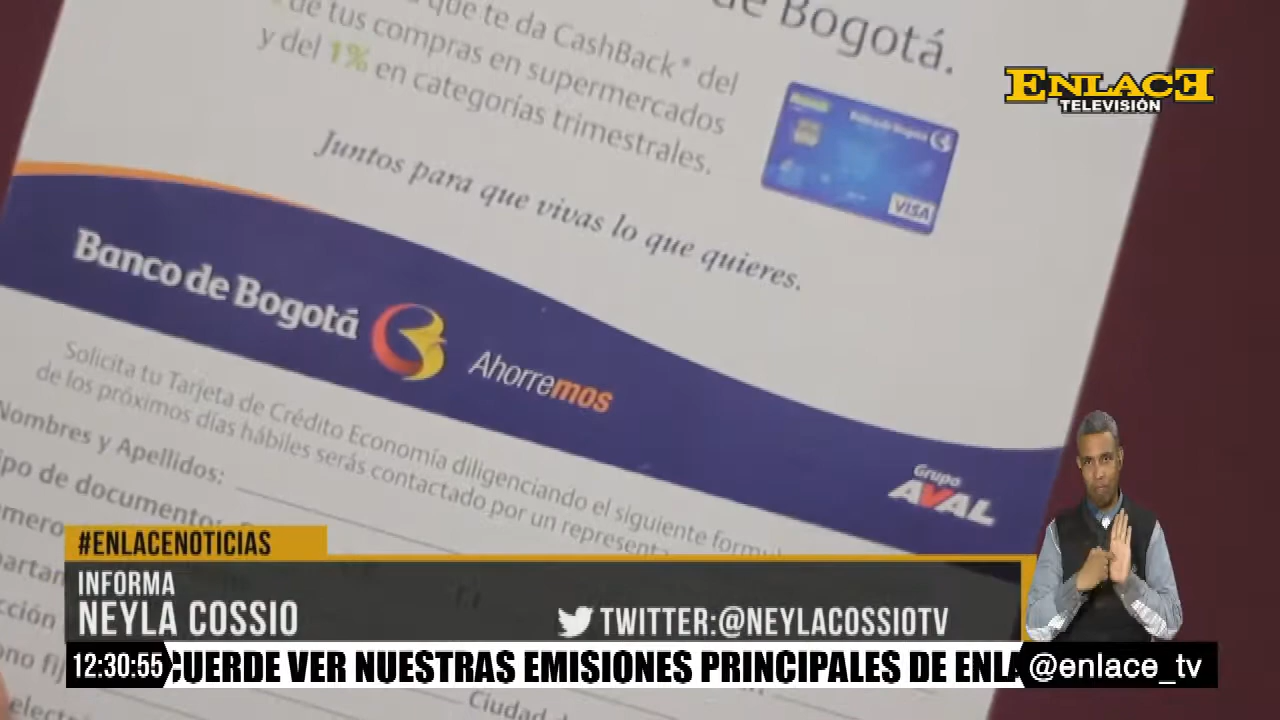 de Bogotá.
que te da CashBack* del
de tus compras en supermercados
y del 1% en categorías trimestrales.
Juntos para que vivas lo que quieres.
VISA
ENLACE
TELEVISIÓN
Banco de Bogotá
Ahorremos
Grupo
AVAL
Solicita tu Tarjeta de Crédito Economía diligenciando el siguiente
de los próximos días hábiles serás contactado por un
Nombres y Apellidos:
de documento:
Ciudad
#ENLACENOTICIAS
INFORMA
NEYLA COSSIO
TWITTER:@NEYLACOSSIOTV
12:30:55
CUERDE VER NUESTRAS EMISIONES PRINCIPALES DE ENLA
@enlace_tv